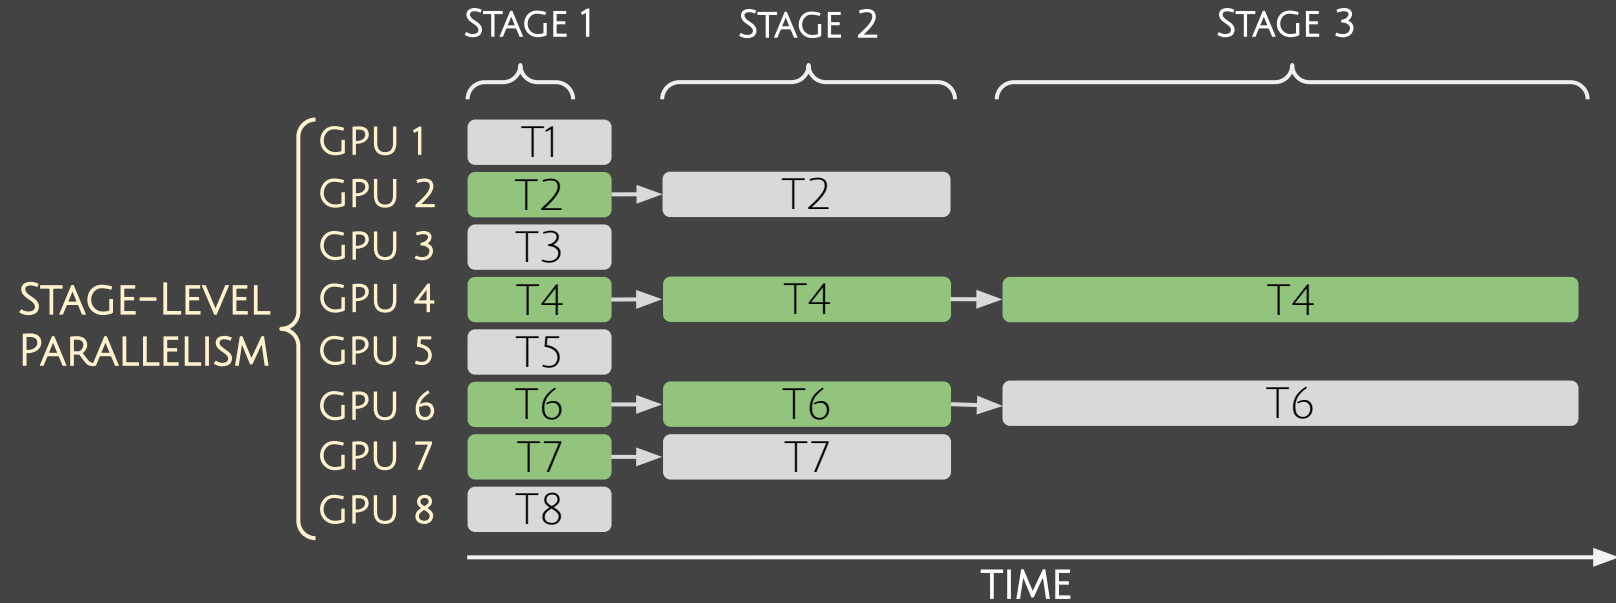 STAGE 1 STAGE 2 STAGE 3
GPU 1 T1
GPU 2 T2 T2
GPU 3 T3
STAGE-LEVEL
PARALLELISM
GPU 4 T4 T4 T4
GPU 5 T5
GPU 6 T6 T6 T6
GPU 7 T7 T7
GPU 8 T8
TIME